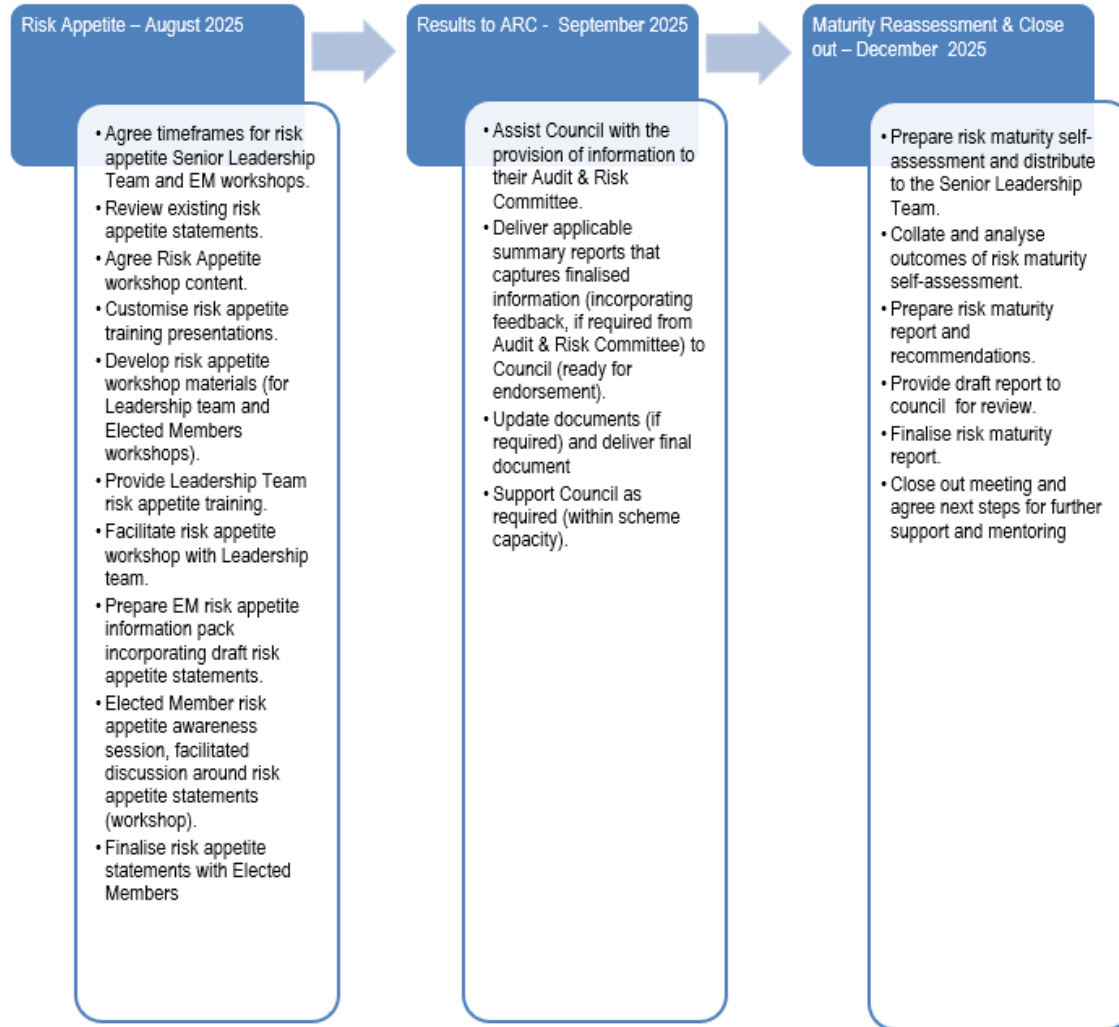 Risk Appetite – August 2025
• Agree timeframes for risk
appetite Senior Leadership
Team and EM workshops.
• Review existing risk
appetite statements.
• Agree Risk Appetite
workshop content.
• Customise risk appetite
training presentations.
• Develop risk appetite
workshop materials (for
Leadership team and
Elected Members
workshops).
• Provide Leadership Team
risk appetite training.
• Facilitate risk appetite
workshop with Leadership
team.
• Prepare EM risk appetite
information pack
incorporating draft risk
appetite statements.
• Elected Member risk
appetite awareness
session, facilitated
discussion around risk
appetite statements
(workshop).
• Finalise risk appetite
statements with Elected
Members
Results to ARC - September 2025
• Assist Council with the
provision of information to
their Audit & Risk
Committee.
• Deliver applicable
summary reports that
captures finalised
information (incorporating
feedback, if required from
Audit & Risk Committee) to
Council (ready for
endorsement).
• Update documents (if
required) and deliver final
document
• Support Council as
required (within scheme
capacity).
Maturity Reassessment & Close
out – December 2025
• Prepare risk maturity self-
assessment and distribute
to the Senior Leadership
Team.
• Collate and analyse
outcomes of risk maturity
self-assessment.
• Prepare risk maturity
report and
recommendations.
• Provide draft report to
council for review.
• Finalise risk maturity
report.
• Close out meeting and
agree next steps for further
support and mentoring